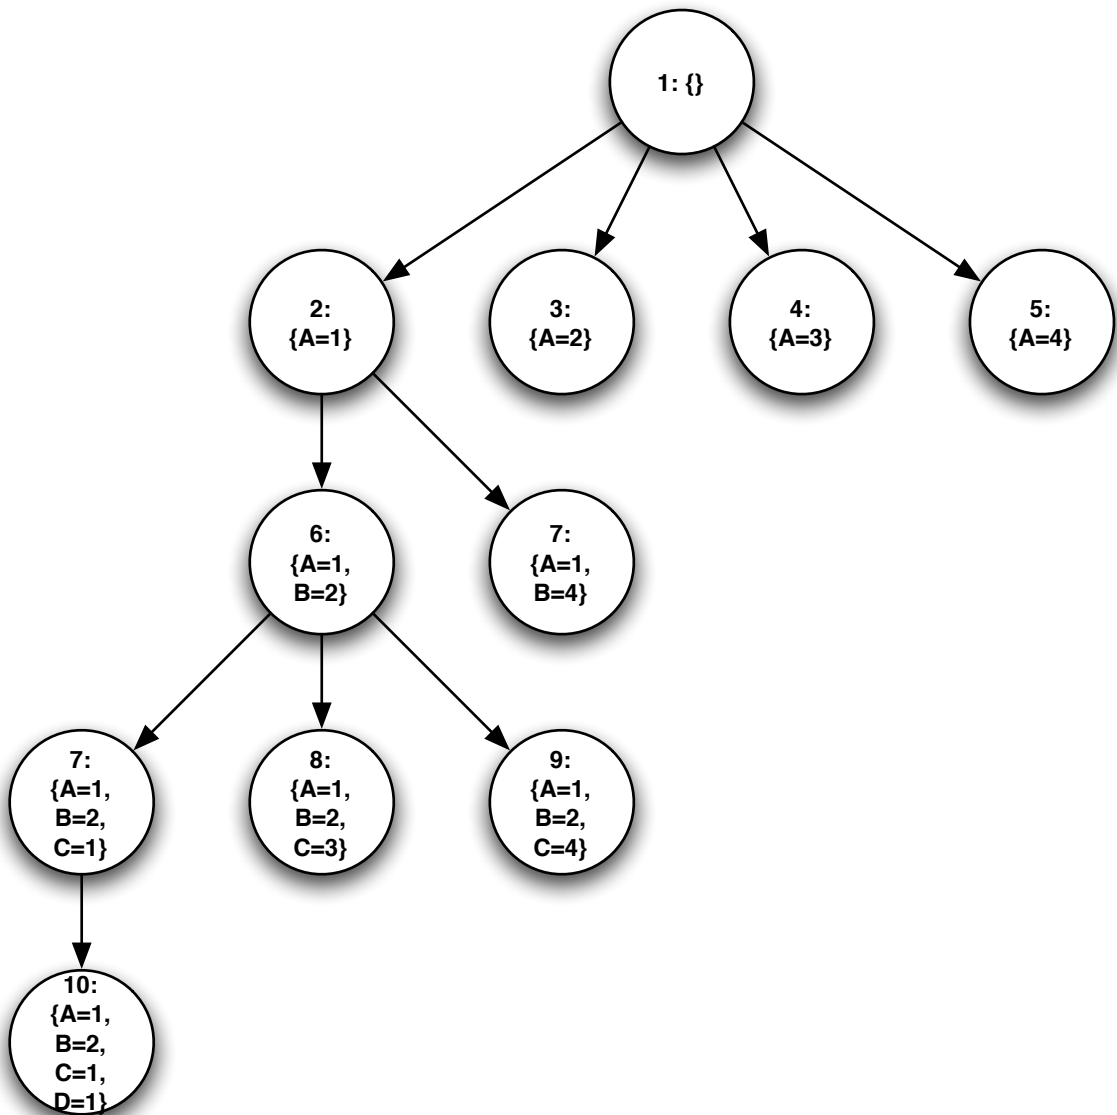 1: {}
2:
{A=1}
3:
{A=2}
4:
{A=3}
5:
{A=4}
6:
{A=1,
B=2}
7:
{A=1,
B=4}
7:
{A=1,
B=2,
C=1}
8:
{A=1,
B=2,
C=3}
9:
{A=1,
B=2,
C=4}
10:
{A=1,
B=2,
C=1,
D=1}